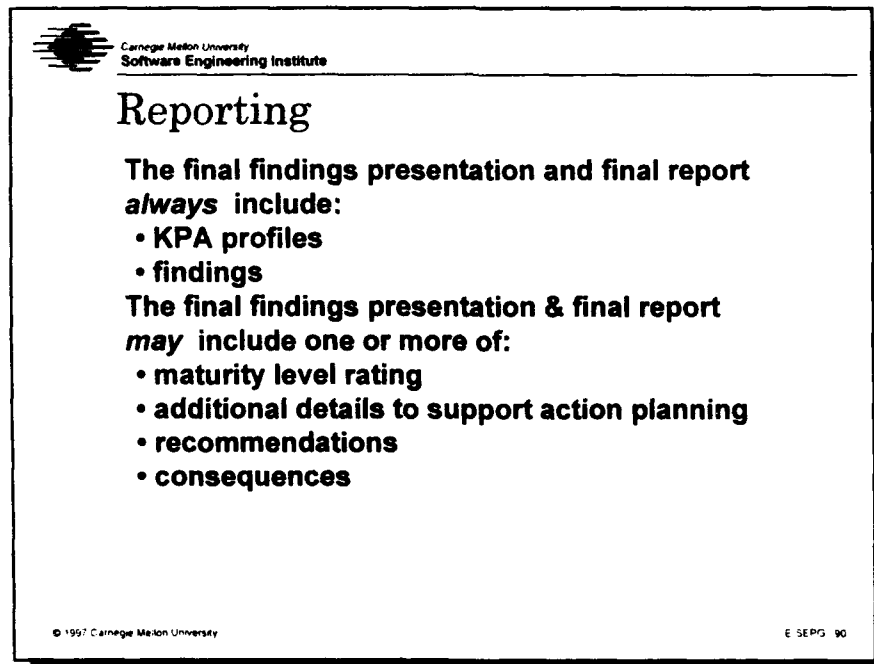 Carnegie Mellon University
Software Engineering Institute
Reporting
The final findings presentation and final report
always include:
• KPA profiles
• findings
The final findings presentation & final report
may include one or more of:
• maturity level rating
• additional details to support action planning
• recommendations
• consequences
© 1997 Carnegie Mellon University
E SEPG 90